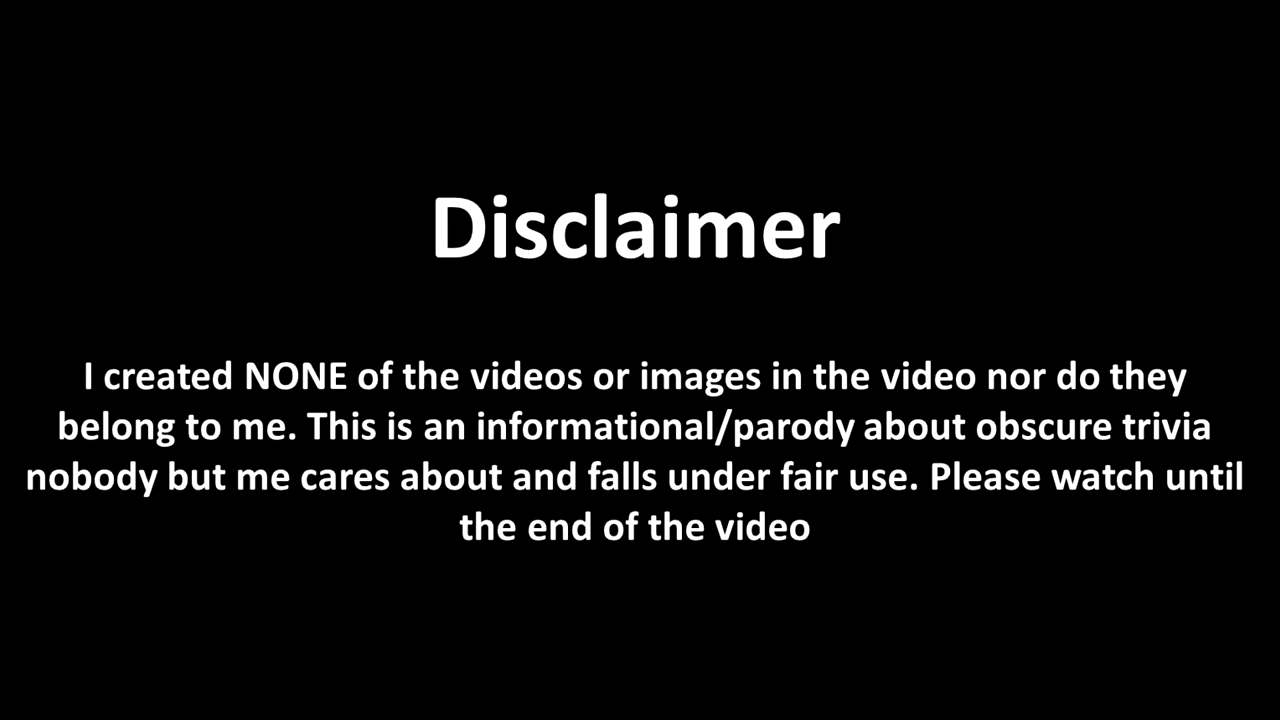 Disclaimer
I created NONE of the videos or images in the video nor do they
belong to me. This is an informational/parody about obscure trivia
nobody but me cares about and falls under fair use. Please watch until
the end of the video